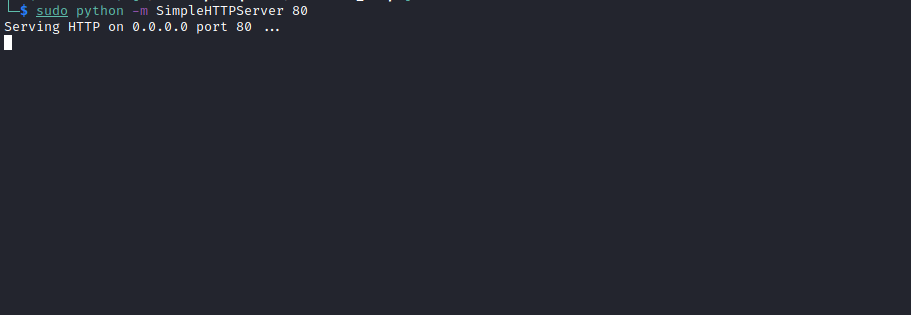 └─$ sudo python -m SimpleHTTPServer 80
Serving HTTP on 0.0.0.0 port 80 ...